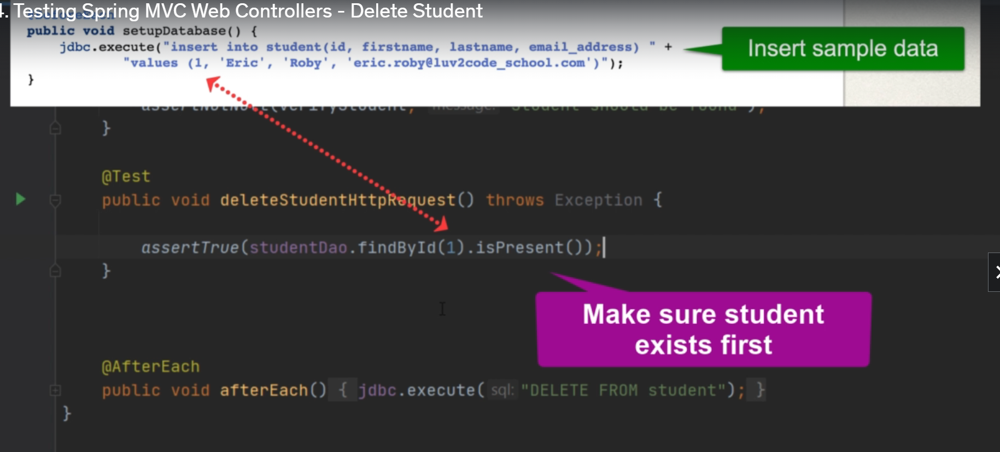 4. Testing Spring MVC Web Controllers - Delete Student
public void setupDatabase() {
jdbc.execute("insert into student(id, firstname, lastname, email_address) " +
"values (1, 'Eric', 'Roby', 'eric.roby@luv2code_school.com')");
}
Insert sample data
}
@Test
public void deleteStudentHttpRequest() throws Exception {
assertTrue(studentDao.findById(1).isPresent());
}
Make sure student
exists first
@AfterEach
public void afterEach() { jdbc.execute( sql: "DELETE FROM student"); }
}